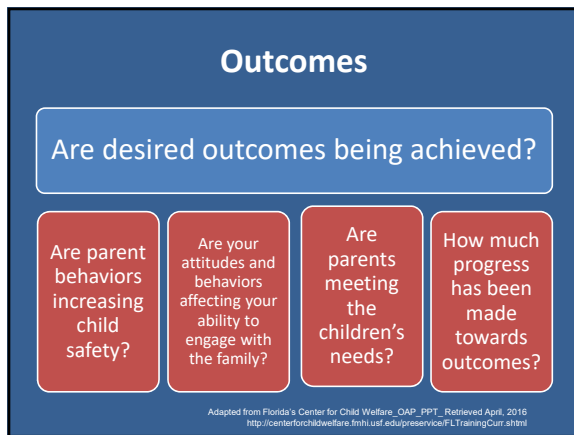 Outcomes
Are desired outcomes being achieved?
Are parent
behaviors
increasing
child
safety?
Are your
attitudes and
behaviors
affecting your
ability to
engage with
the family?
Are
parents
meeting
the
children’s
needs?
How much
progress
has been
made
towards
outcomes?
Adapted from Florida's Center for Child Welfare_OAP_PPT_ Retrieved April, 2016
http://centerforchildwelfare.fmhi.usf.edu/preservice/FLTrainingCurr.shtml